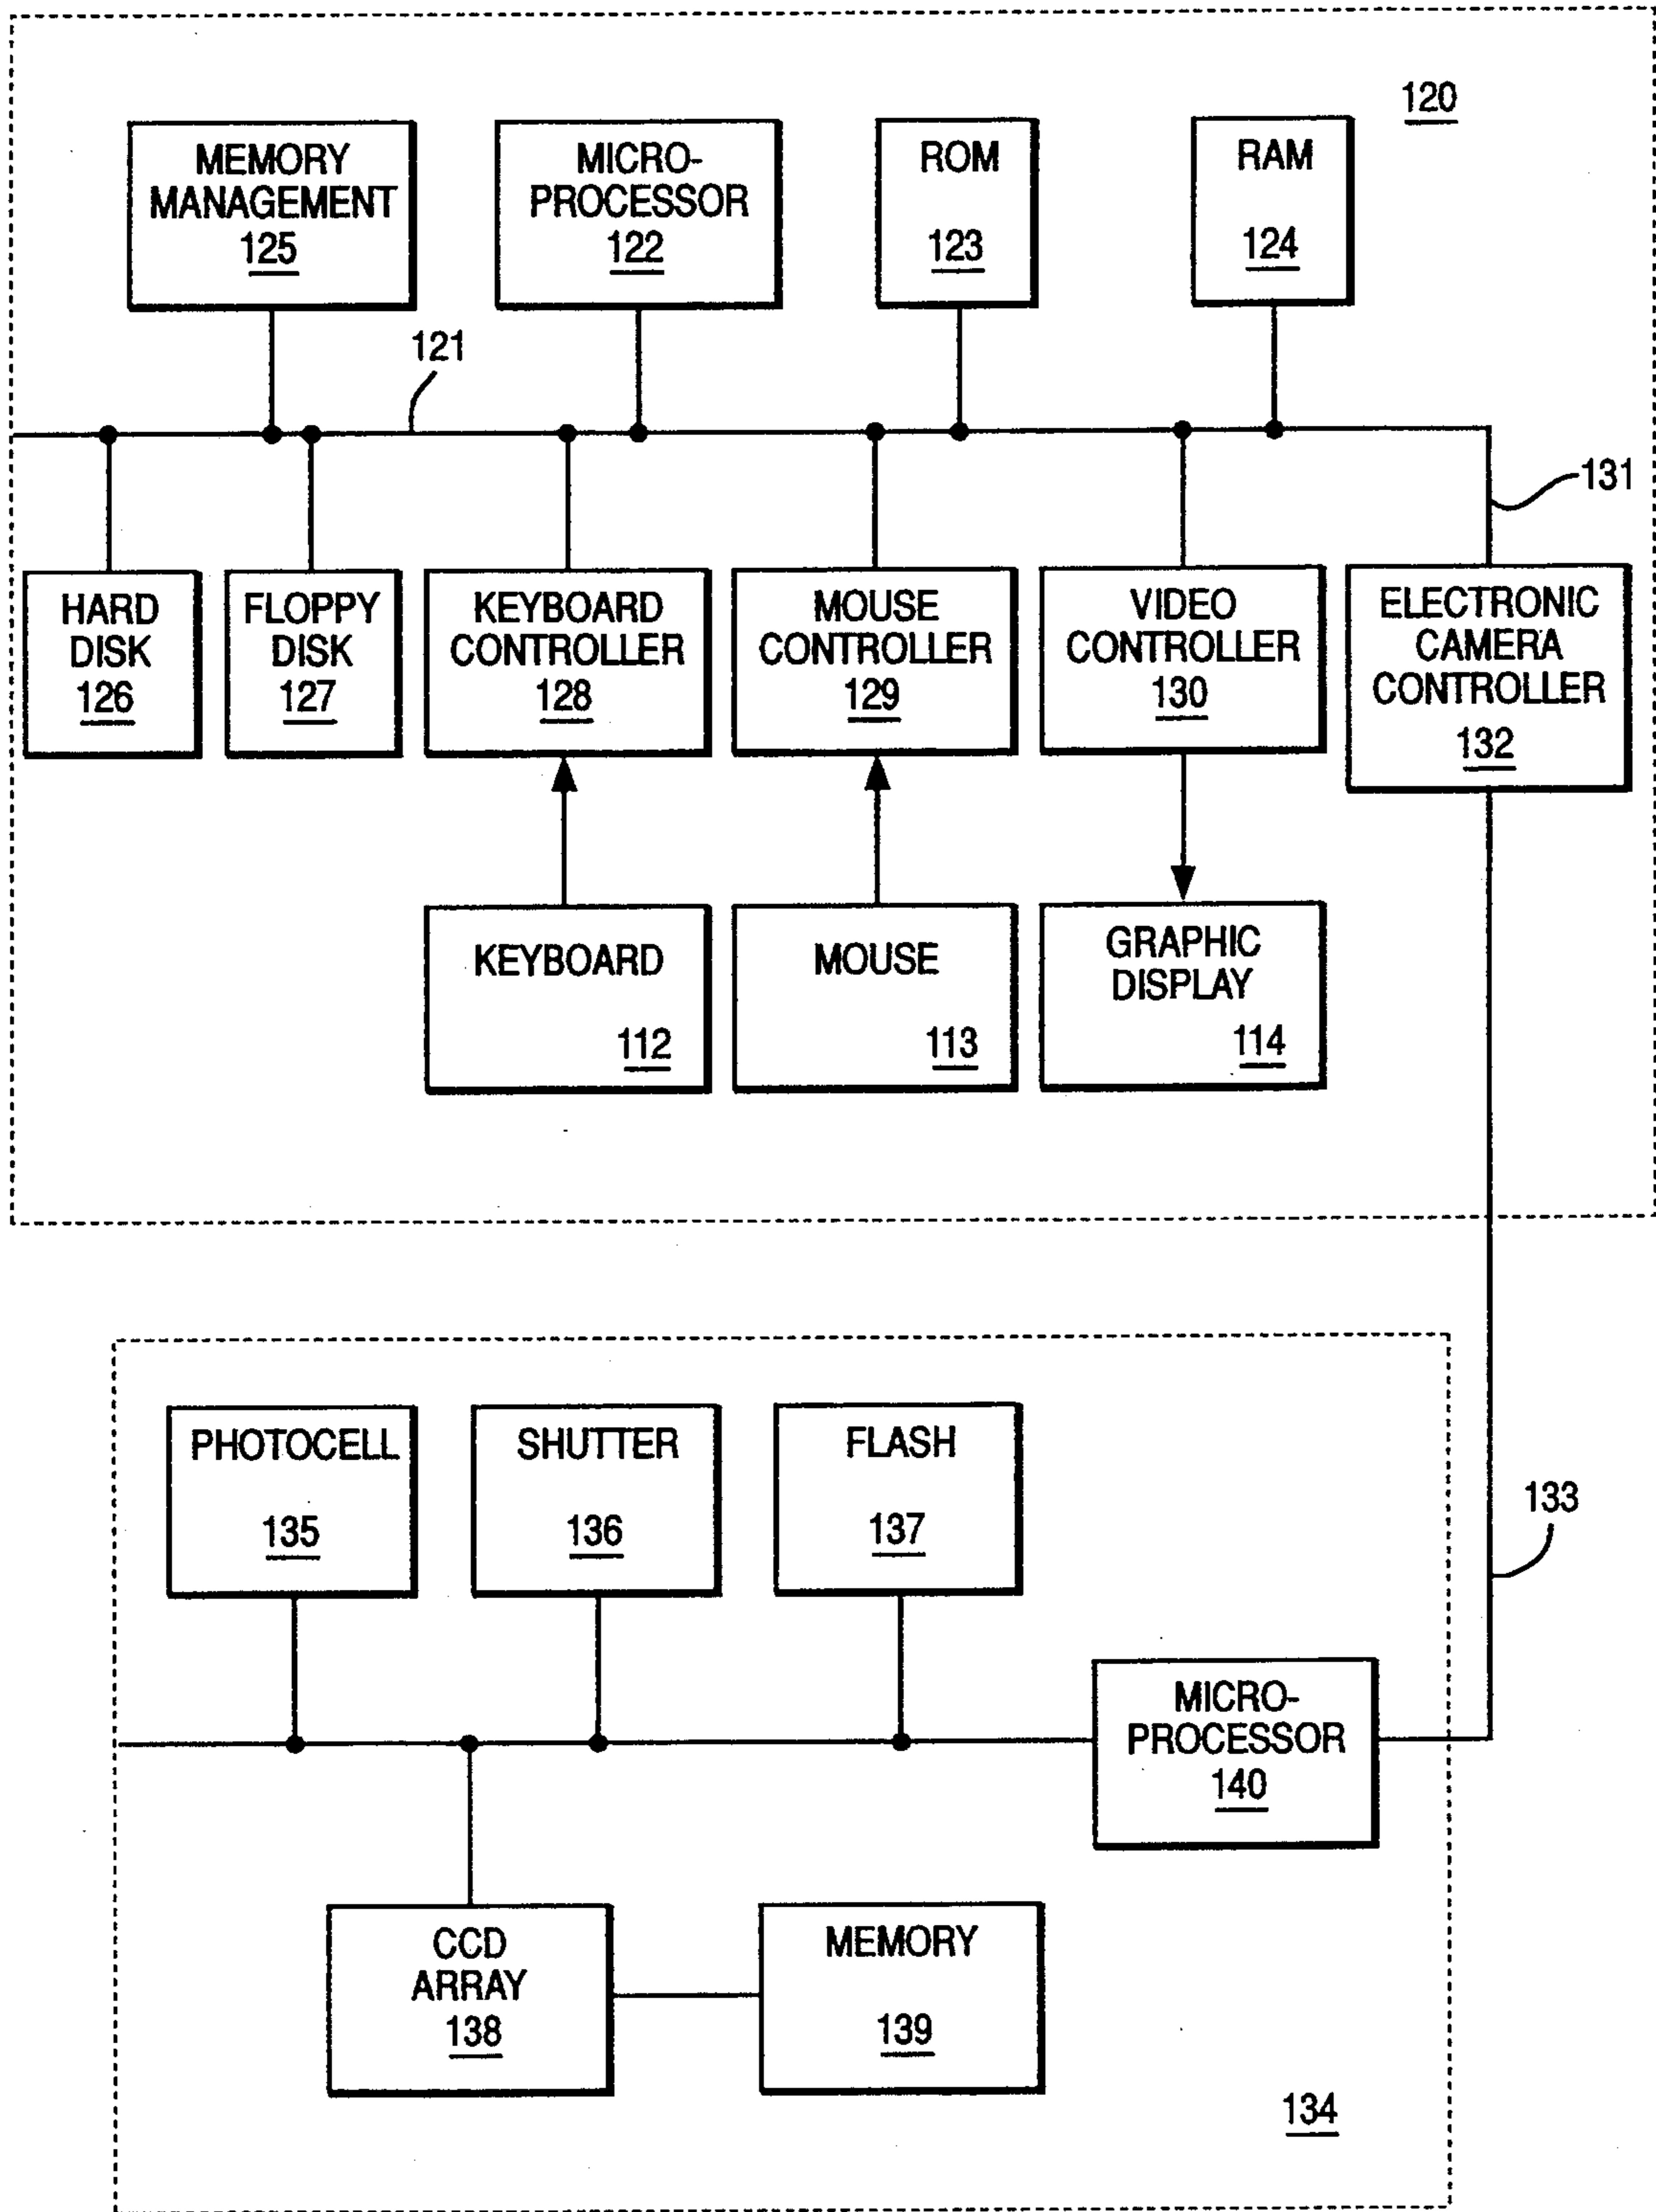 120
MEMORY
MANAGEMENT
125
MICRO-
PROCESSOR
122
ROM
123
RAM
124
121
131
HARD
DISK
126
FLOPPY
DISK
127
KEYBOARD
CONTROLLER
128
MOUSE
CONTROLLER
129
VIDEO
CONTROLLER
130
ELECTRONIC
CAMERA
CONTROLLER
132
KEYBOARD
112
MOUSE
113
GRAPHIC
DISPLAY
114
PHOTOCELL
135
SHUTTER
136
FLASH
137
133
MICRO-
PROCESSOR
140
CCD
ARRAY
138
MEMORY
139
134